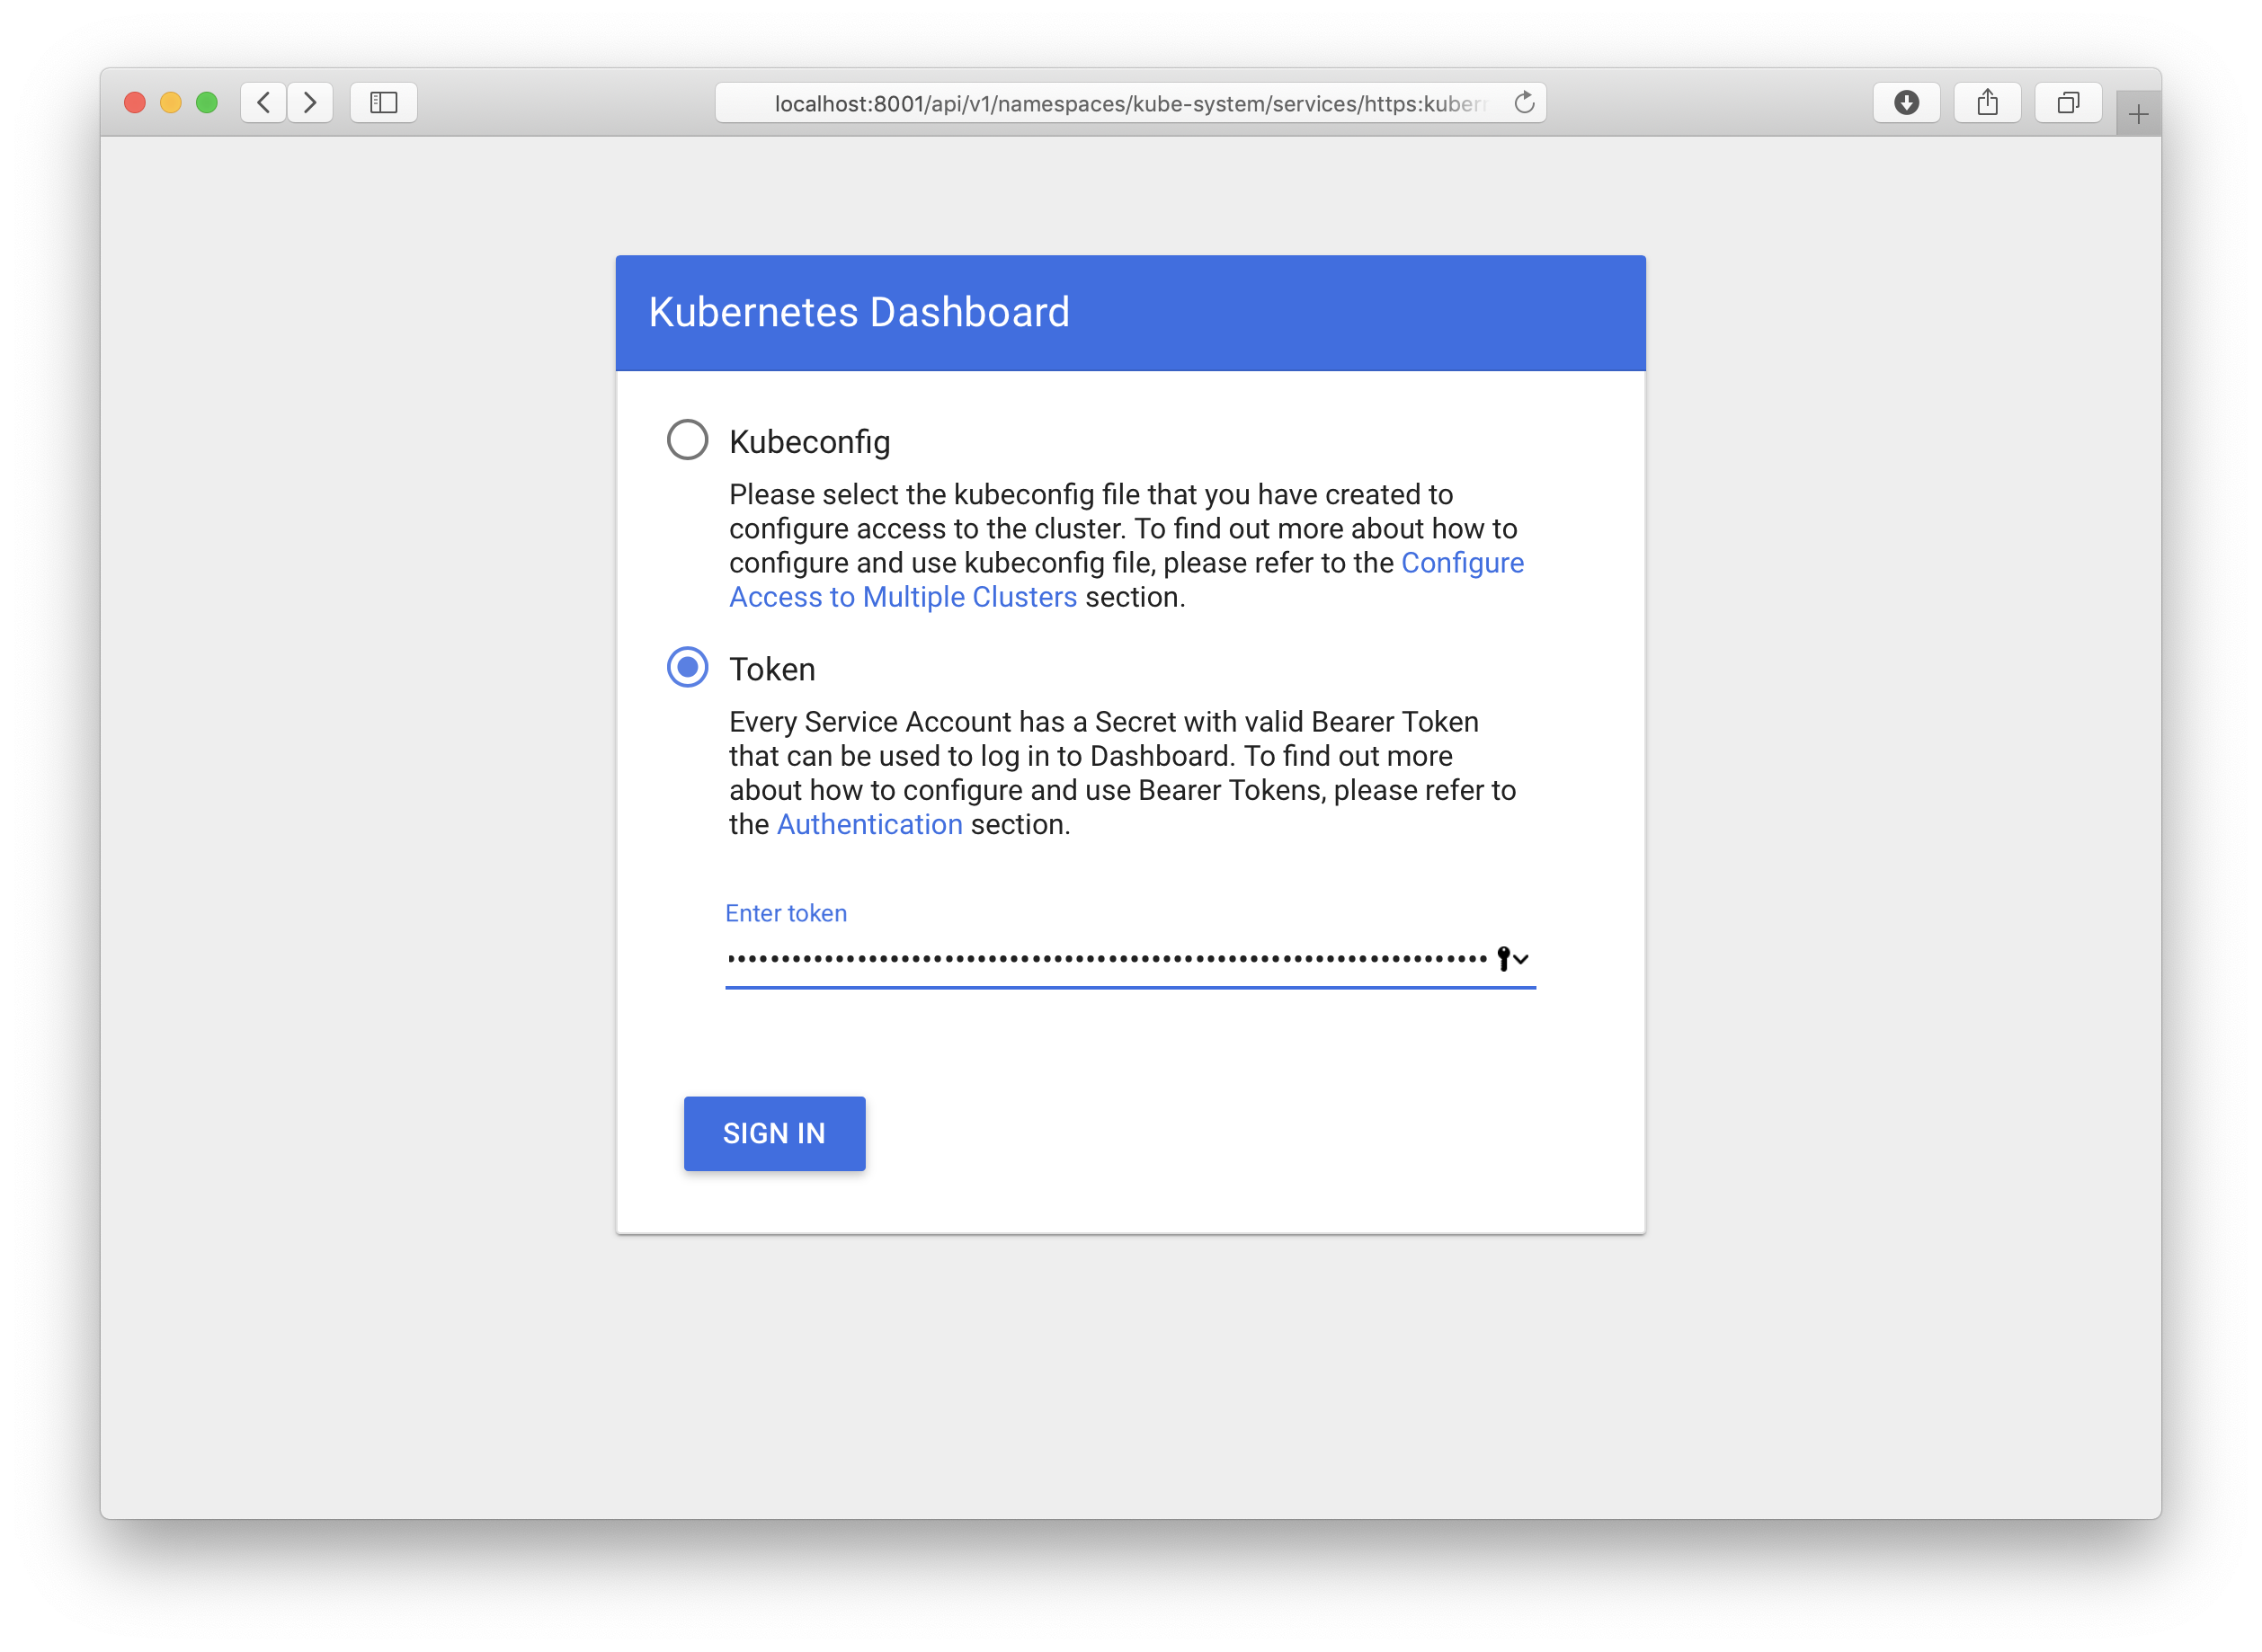 localhost:8001/api/v1/namespaces/kube-system/services/https:kubern
Kubernetes Dashboard
Kubeconfig
Please select the kubeconfig file that you have created to
configure access to the cluster. To find out more about how to
configure and use kubeconfig file, please refer to the Configure
Access to Multiple Clusters section.
Token
Every Service Account has a Secret with valid Bearer Token
that can be used to log in to Dashboard. To find out more
about how to configure and use Bearer Tokens, please refer to
the Authentication section.
Enter token
SIGN IN